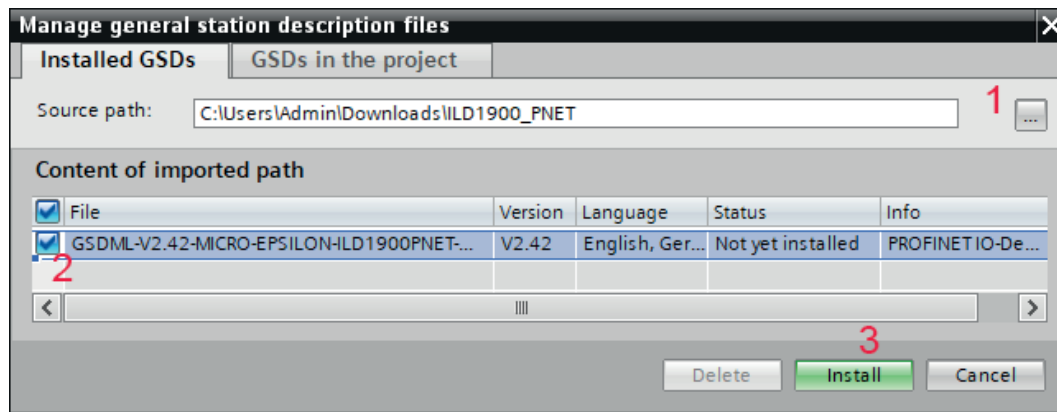 Manage general station description files
Installed GSDs GSDs in the project
Source path: C:\Users\Admin\Downloads\ILD1900_PNET 1 ...
Content of imported path
File Version Language Status Info
GSDML-V2.42-MICRO-EPSILON-ILD1900PNET-... V2.42 English, Ger... Not yet installed PROFINET IO-De...
2
3
Delete Install Cancel